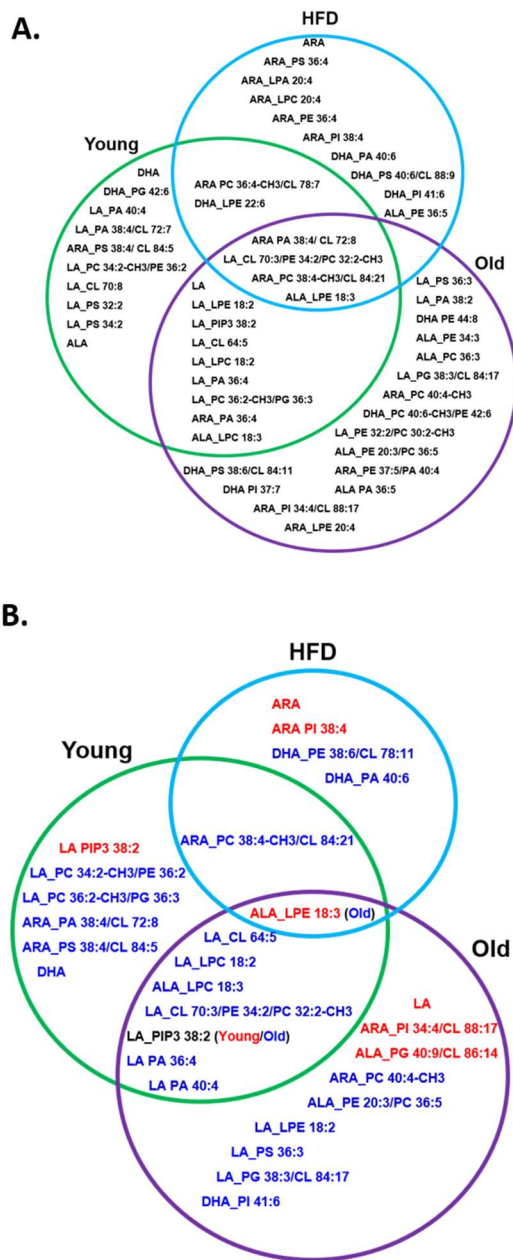 A.
HFD
ARA
ARA_PS 36:4
ARA_LPA 20:4
ARA_LPC 20:4
ARA_PE 36:4
ARA_PI 38:4
DHA_PA 40:6
DHA_PS 40:6/CL 88:9
DHA_PI 41:6
ALA_PE 36:5
Young
DHA
DHA_PG 42:6
LA_PA 40:4
LA_PA 38:4/CL 72:7
ARA_PS 38:4/ CL 84:5
LA_PC 34:2-CH3/PE 36:2
LA_CL 70:8
LA_PS 32:2
LA_PS 34:2
ALA
ARA PC 36:4-CH3/CL 78:7
DHA_LPE 22:6
ARA PA 38:4/ CL 72:8
LA_CL 70:3/PE 34:2/PC 32:2-CH3
ARA_PC 38:4-CH3/CL 84:21
ALA_LPE 18:3
LA
LA_LPE 18:2
LA_PIP3 38:2
LA_CL 64:5
LA_LPC 18:2
LA_PA 36:4
LA_PC 36:2-CH3/PG 36:3
ARA_PA 36:4
ALA_LPC 18:3
Old
LA_PS 36:3
LA_PA 38:2
DHA PE 44:8
ALA_PE 34:3
ALA_PC 36:3
LA_PG 38:3/CL 84:17
ARA_PC 40:4-CH3
DHA_PC 40:6-CH3/PE 42:6
LA_PE 32:2/PC 30:2-CH3
ALA_PE 20:3/PC 36:5
ARA_PE 37:5/PA 40:4
ALA PA 36:5
DHA_PS 38:6/CL 84:11
DHA PI 37:7
ARA_PI 34:4/CL 88:17
ARA_LPE 20:4
B.
HFD
ARA
ARA PI 38:4
DHA_PE 38:6/CL 78:11
DHA_PA 40:6
Young
LA PIP3 38:2
LA_PC 34:2-CH3/PE 36:2
LA_PC 36:2-CH3/PG 36:3
ARA_PA 38:4/CL 72:8
ARA_PS 38:4/CL 84:5
DHA
ARA_PC 38:4-CH3/CL 84:21
ALA_LPE 18:3 (Old)
LA_CL 64:5
LA_LPC 18:2
ALA_LPC 18:3
LA_CL 70:3/PE 34:2/PC 32:2-CH3
LA_PIP3 38:2 (Young/Old)
LA PA 36:4
LA PA 40:4
Old
LA
ARA_PI 34:4/CL 88:17
ALA_PG 40:9/CL 86:14
ARA_PC 40:4-CH3
ALA_PE 20:3/PC 36:5
LA_LPE 18:2
LA_PS 36:3
LA_PG 38:3/CL 84:17
DHA_PI 41:6